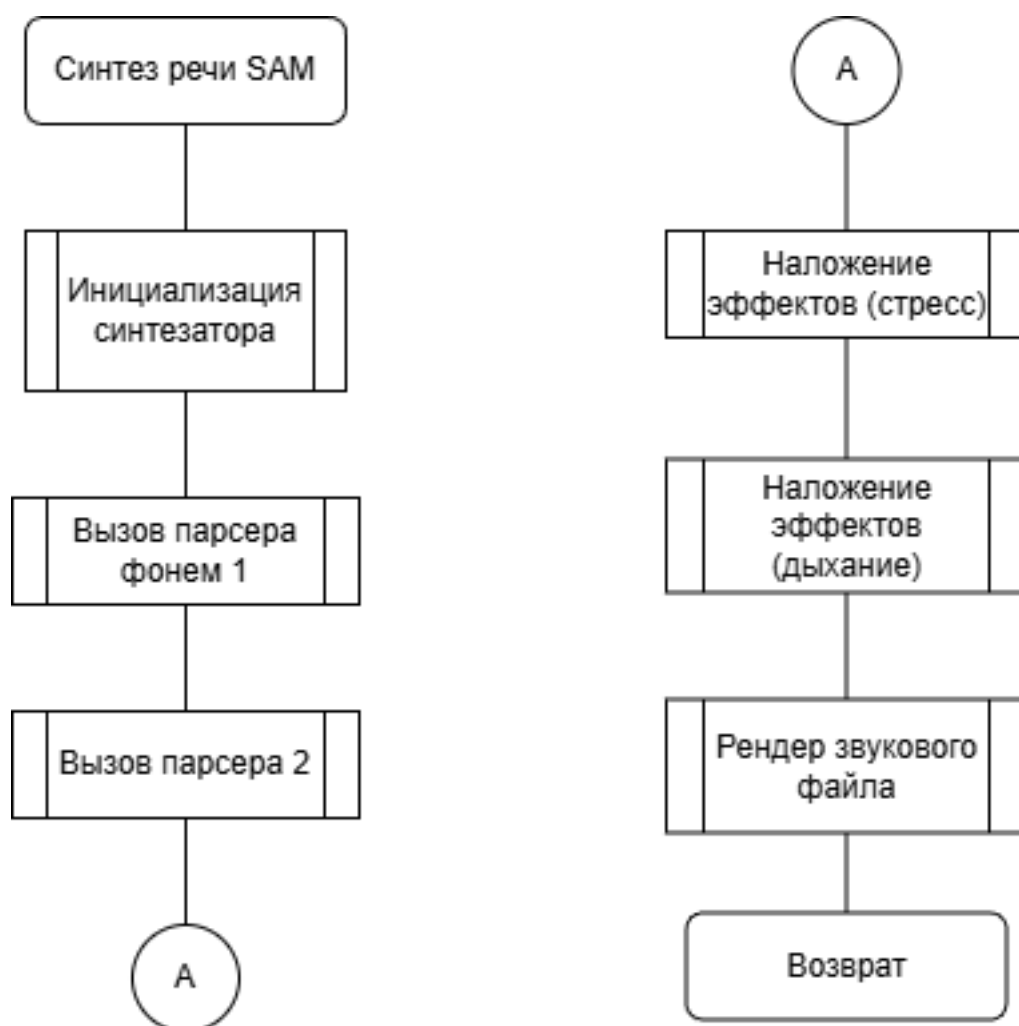 Синтез речи SAM
Инициализация
синтезатора
Вызов парсера
фонем 1
Вызов парсера 2
A
A
Наложение
эффектов (стресс)
Наложение
эффектов
(дыхание)
Рендер звукового
файла
Возврат